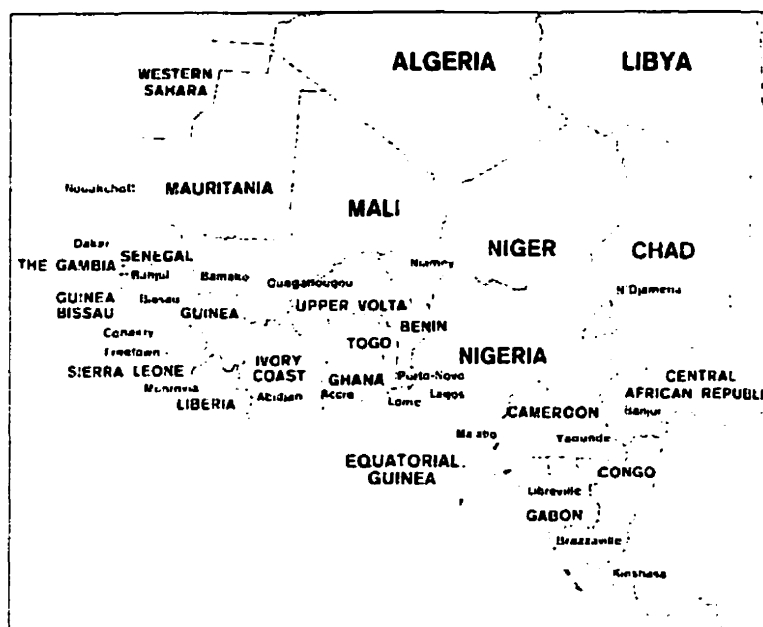 ALGERIA
LIBYA
WESTERN
SAHARA
Nouakchott
MAURITANIA
MALI
NIGER
CHAD
Dakar
SENEGAL
THE GAMBIA
Banjul
Bamako
Niamey
Ouagadougou
N'Djamena
GUINEA
BISSAU
Bissau
GUINEA
UPPER VOLTA
BENIN
Conakry
TOGO
Freetown
IVORY
COAST
NIGERIA
SIERRA LEONE
GHANA
Porto-Novo
CENTRAL
AFRICAN REPUBL
Monrovia
LIBERIA
Abidjan
Accra
Lome
Lagos
CAMEROON
Banjui
Malabo
Yaounde
EQUATORIAL
GUINEA
CONGO
Libreville
GABON
Brazzaville
Kinshasa